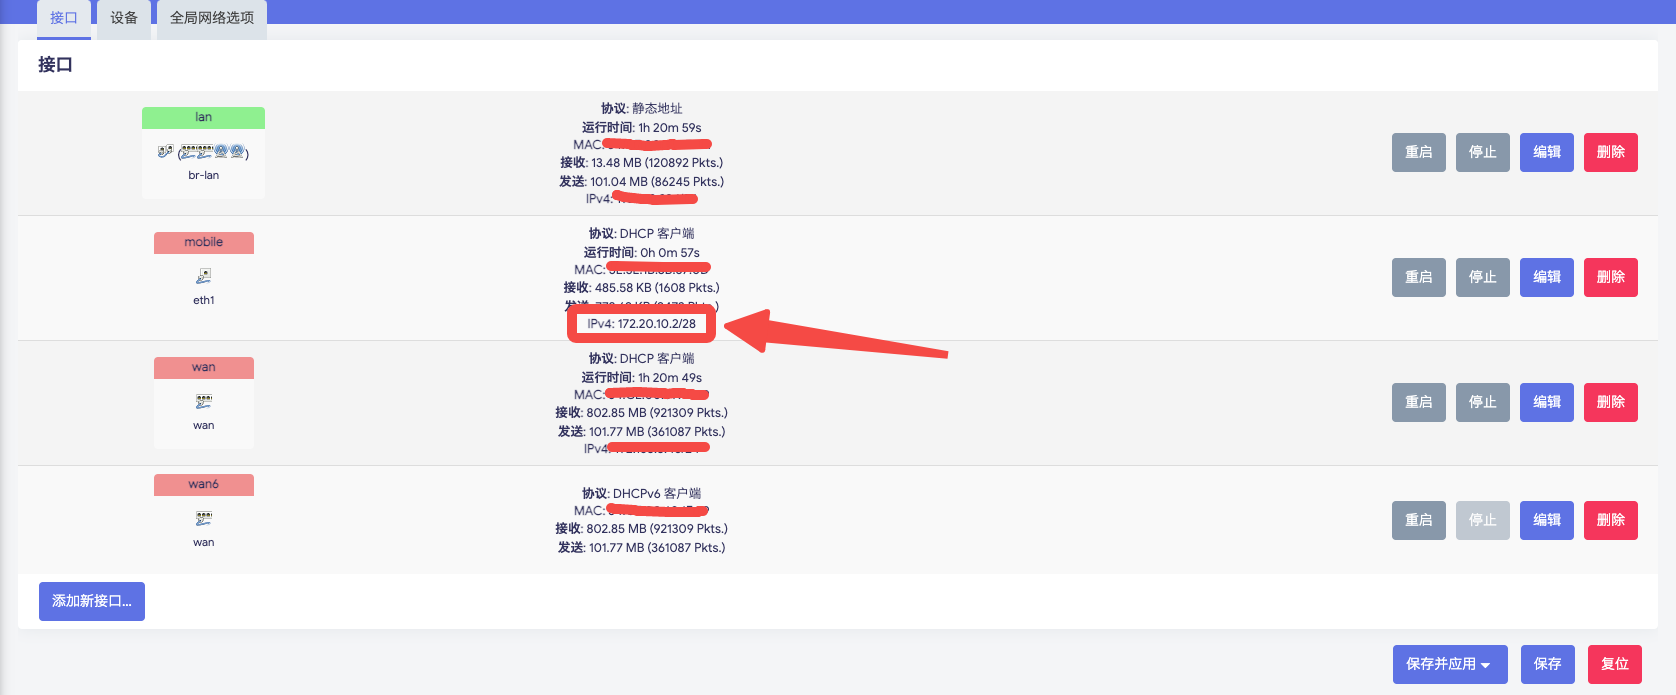 接口
设备
全局网络选项
接口
lan
br-lan
协议: 静态地址
运行时间: 1h 20m 59s
MAC:
接收: 13.48 MB (120892 Pkts.)
发送: 101.04 MB (86245 Pkts.)
IPv4:
重启
停止
编辑
删除
mobile
eth1
协议: DHCP 客户端
运行时间: 0h 0m 57s
MAC:
接收: 485.58 KB (1608 Pkts.)
IPv4: 172.20.10.2/28
重启
停止
编辑
删除
wan
wan
协议: DHCP 客户端
运行时间: 1h 20m 49s
MAC:
接收: 802.85 MB (921309 Pkts.)
发送: 101.77 MB (361087 Pkts.)
IPv4:
重启
停止
编辑
删除
wan6
wan
协议: DHCPv6 客户端
MAC:
接收: 802.85 MB (921309 Pkts.)
发送: 101.77 MB (361087 Pkts.)
重启
停止
编辑
删除
添加新接口...
保存并应用
保存
复位